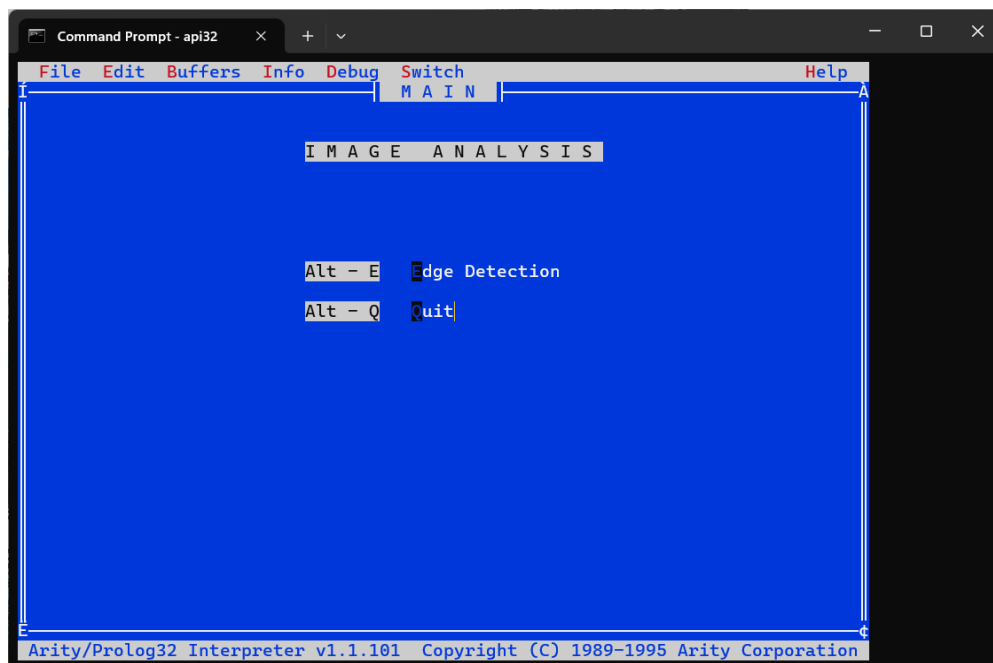 Command Prompt - api32
File Edit Buffers Info Debug Switch Help
Í M A I N À
I M A G E A N A L Y S I S
Alt – E Edge Detection
Alt – Q Quit
E ¢
Arity/Prolog32 Interpreter v1.1.101 Copyright (C) 1989–1995 Arity Corporation